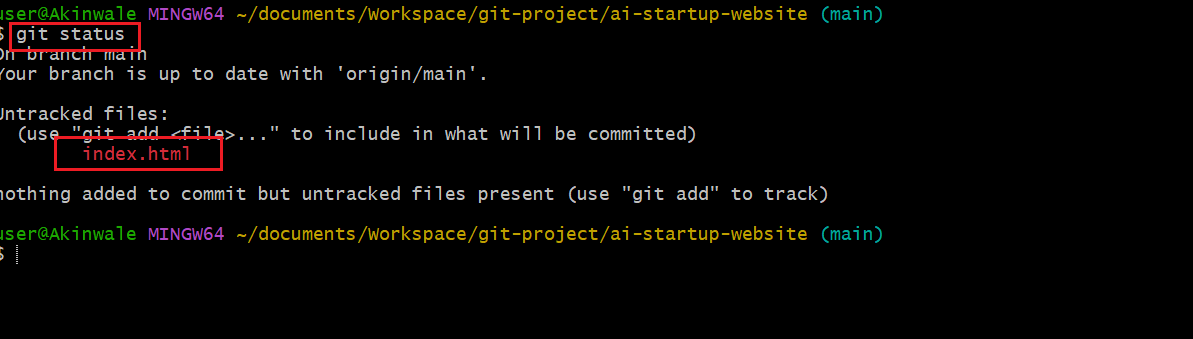 user@Akinwale MINGW64 ~/documents/Workspace/git-project/ai-startup-website (main)
$ git status
On branch main
Your branch is up to date with 'origin/main'.
Untracked files:
(use "git add <file>..." to include in what will be committed)
index.html
nothing added to commit but untracked files present (use "git add" to track)
user@Akinwale MINGW64 ~/documents/Workspace/git-project/ai-startup-website (main)
$